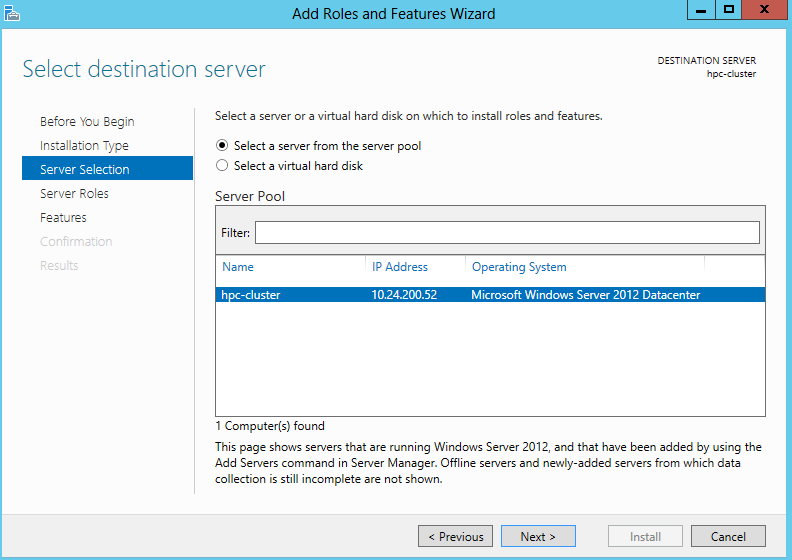 Add Roles and Features Wizard
Select destination server
DESTINATION SERVER
hpc-cluster
Before You Begin
Installation Type
Server Selection
Server Roles
Features
Confirmation
Results
Select a server or a virtual hard disk on which to install roles and features.
Select a server from the server pool
Select a virtual hard disk
Server Pool
Filter:
Name IP Address Operating System
hpc-cluster 10.24.200.52 Microsoft Windows Server 2012 Datacenter
1 Computer(s) found
This page shows servers that are running Windows Server 2012, and that have been added by using the
Add Servers command in Server Manager. Offline servers and newly-added servers from which data
collection is still incomplete are not shown.
< Previous Next > Install Cancel